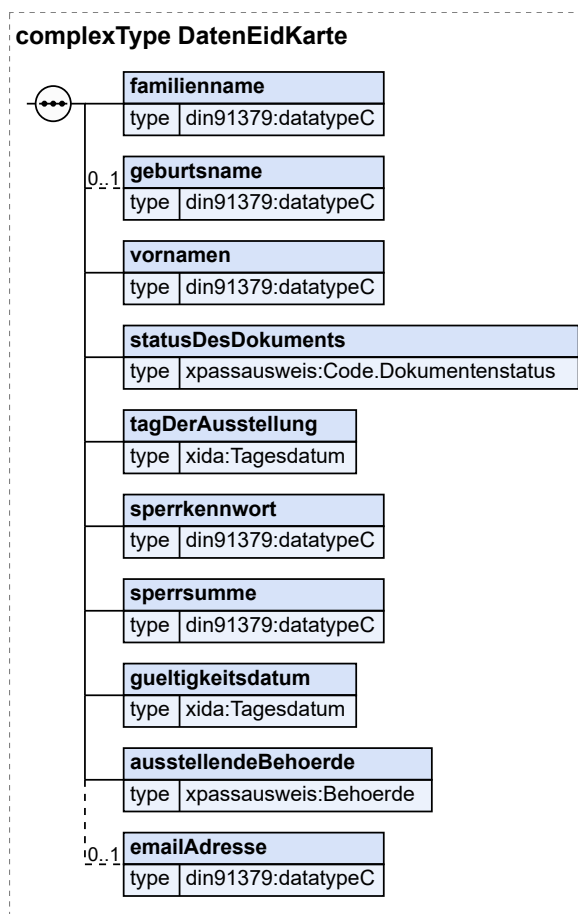 complexType DatenEidKarte
familienname
type din91379:datatypeC
0..1 geburtsname
type din91379:datatypeC
vornamen
type din91379:datatypeC
statusDesDokuments
type xpassausweis:Code.Dokumentenstatus
tagDerAusstellung
type xida:Tagesdatum
sperrkennwort
type din91379:datatypeC
sperrsumme
type din91379:datatypeC
gueltigkeitsdatum
type xida:Tagesdatum
ausstellendeBehoerde
type xpassausweis:Behoerde
0..1 emailAdresse
type din91379:datatypeC